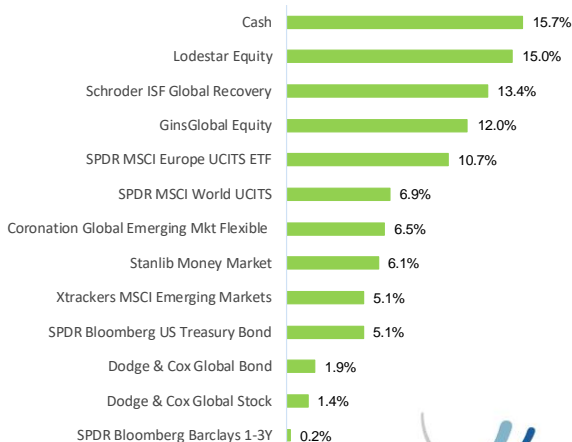 Cash 15.7%
Lodestar Equity 15.0%
Schroder ISF Global Recovery 13.4%
GinsGlobal Equity 12.0%
SPDR MSCI Europe UCITS ETF 10.7%
SPDR MSCI World UCITS 6.9%
Coronation Global Emerging Mkt Flexible 6.5%
Stanlib Money Market 6.1%
Xtrackers MSCI Emerging Markets 5.1%
SPDR Bloomberg US Treasury Bond 5.1%
Dodge & Cox Global Bond 1.9%
Dodge & Cox Global Stock 1.4%
SPDR Bloomberg Barclays 1-3Y 0.2%